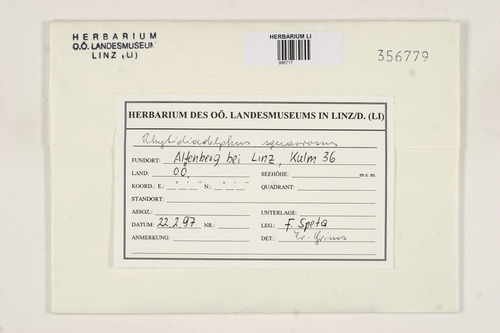 HERBARIUM
O.Ö. LANDESMUSEUM
LINZ (LI)
HERBARIUM LI
356779
HERBARIUM DES OÖ. LANDESMUSEUMS IN LINZ/D. (LI)
Rhytidiadelphus squarrosus
FUNDORT: Altenberg bei Linz, Kulm 36
LAND: O.Ö. SEEHÖHE: m s. m.
KOORD.: E.: ° ' " N.: ° ' " QUADRANT:
STANDORT:
ASSOZ.: UNTERLAGE:
DATUM: 22.2.97 NR.: LEG.: F. Speta
ANMERKUNG: DET.: Fr. Grims